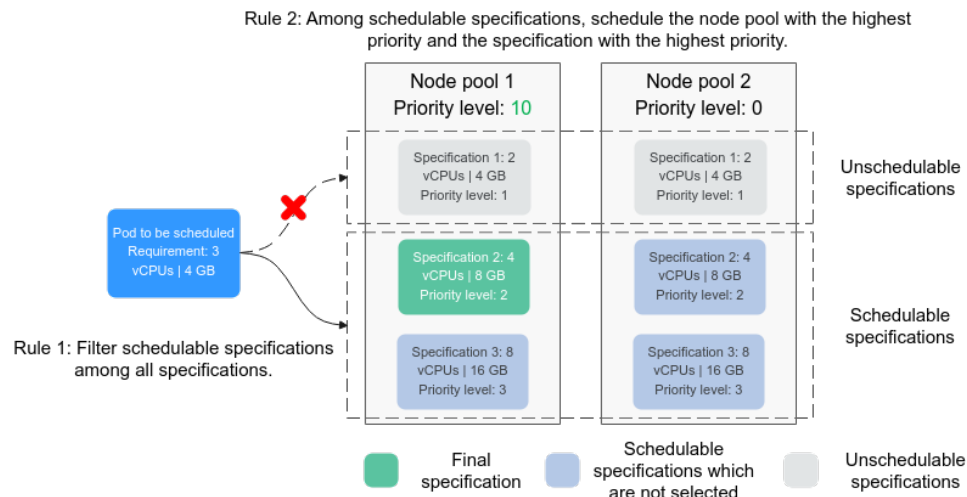 Rule 2: Among schedulable specifications, schedule the node pool with the highest
priority and the specification with the highest priority.
Node pool 1
Priority level: 10
Node pool 2
Priority level: 0
Specification 1: 2
vCPUs | 4 GB
Priority level: 1
Specification 1: 2
vCPUs | 4 GB
Priority level: 1
Unschedulable
specifications
Pod to be scheduled
Requirement: 3
vCPUs | 4 GB
Specification 2: 4
vCPUs | 8 GB
Priority level: 2
Specification 2: 4
vCPUs | 8 GB
Priority level: 2
Schedulable
specifications
Rule 1: Filter schedulable specifications
among all specifications.
Specification 3: 8
vCPUs | 16 GB
Priority level: 3
Specification 3: 8
vCPUs | 16 GB
Priority level: 3
Final
specification
Schedulable
specifications which
are not selected
Unschedulable
specifications